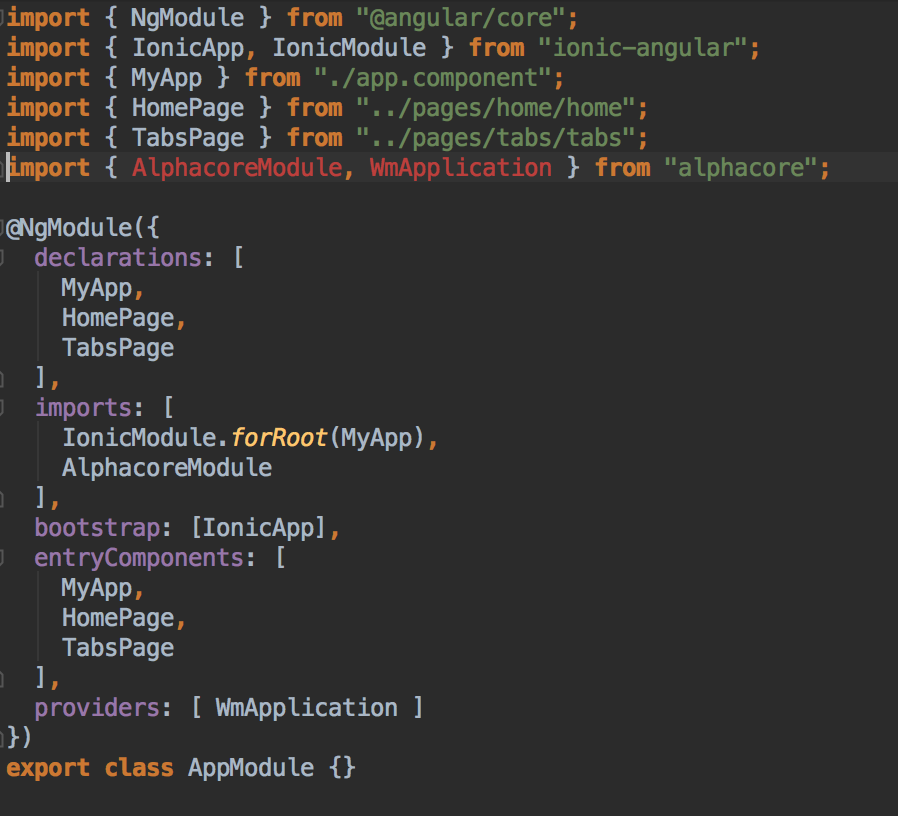 import { NgModule } from "@angular/core";
import { IonicApp, IonicModule } from "ionic-angular";
import { MyApp } from "./app.component";
import { HomePage } from "../pages/home/home";
import { TabsPage } from "../pages/tabs/tabs";
import { AlphacoreModule, WmApplication } from "alphacore";

@NgModule({
  declarations: [
    MyApp,
    HomePage,
    TabsPage
  ],
  imports: [
    IonicModule.forRoot(MyApp),
    AlphacoreModule
  ],
  bootstrap: [IonicApp],
  entryComponents: [
    MyApp,
    HomePage,
    TabsPage
  ],
  providers: [ WmApplication ]
})
export class AppModule {}